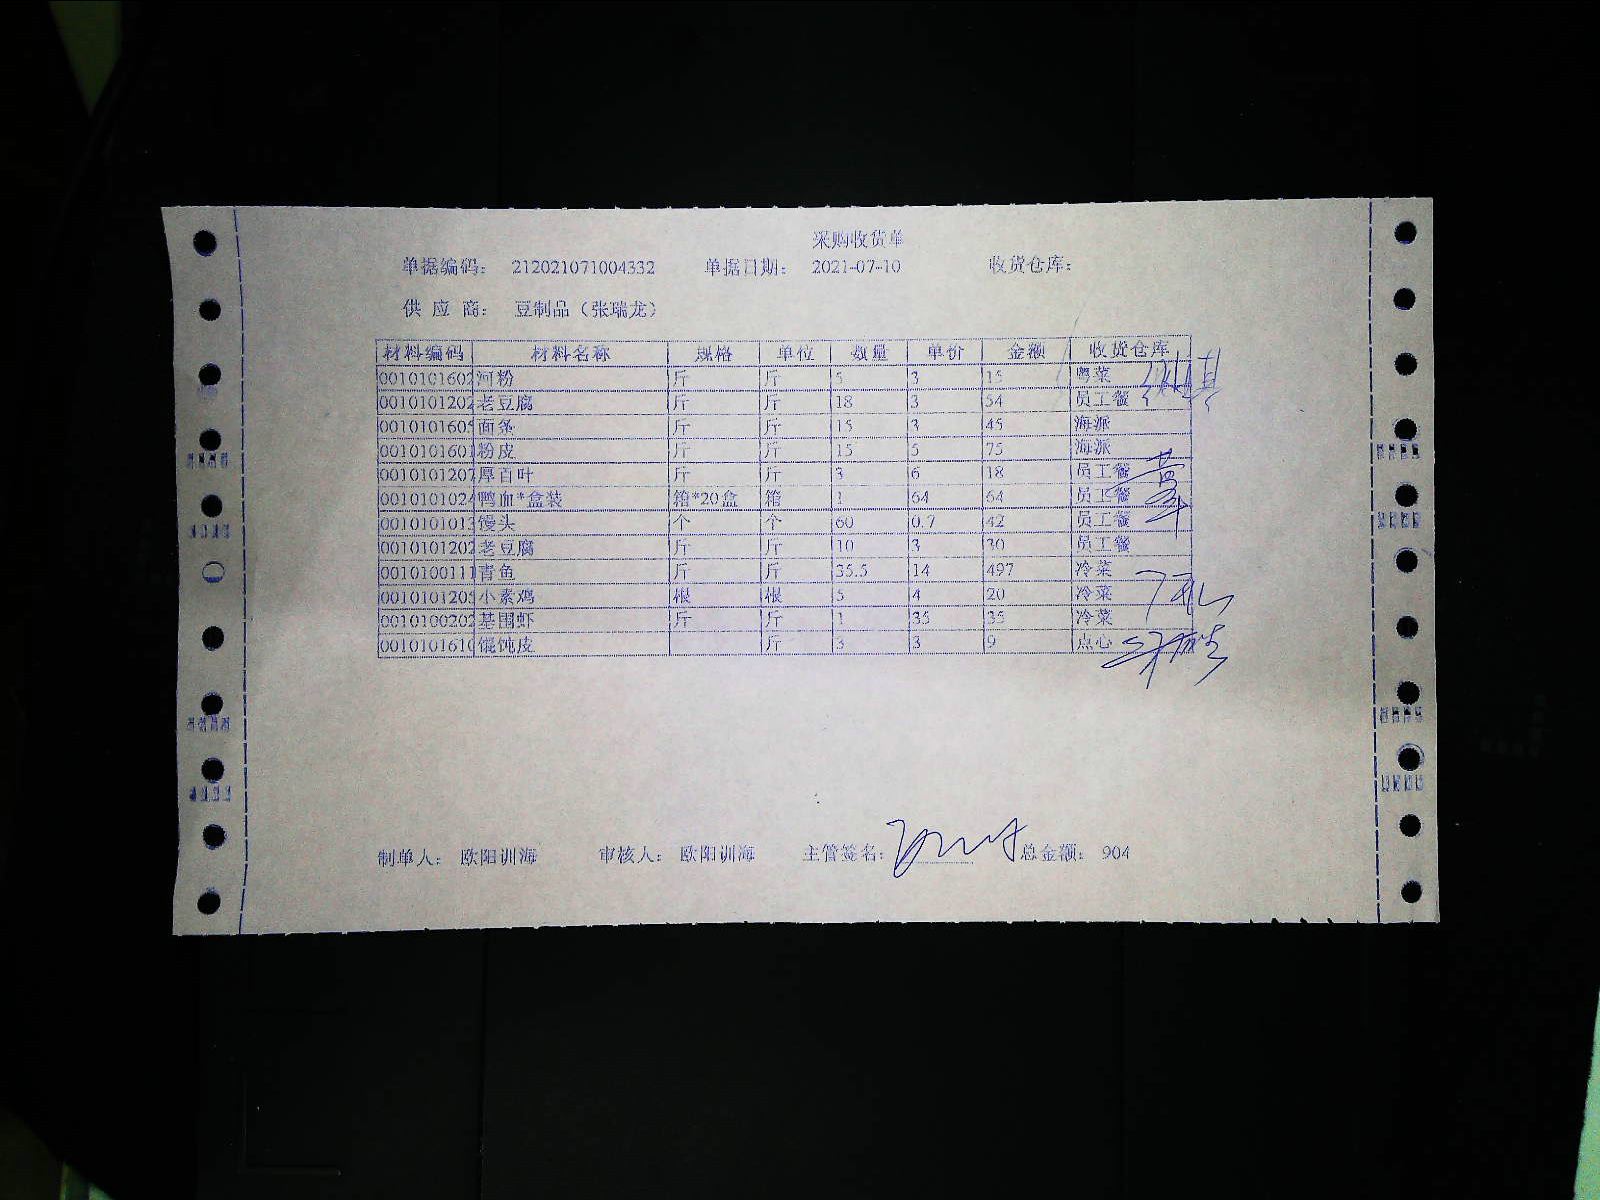 采购收货单
单据编码: 212021071004332 单据日期: 2021-07-10 收货仓库:
供 应 商: 豆制品（张瑞龙）
材料编码 材料名称 规格 单位 数量 单价 金额 收货仓库
0010101602 河粉 斤 斤 5 3 15 粤菜
0010101202 老豆腐 斤 斤 18 3 54 员工餐
0010101605 面条 斤 斤 15 3 45 海派
0010101601 粉皮 斤 斤 15 5 75 海派
0010101207 厚百叶 斤 斤 3 6 18 员工餐
0010101024 鸭血*盒装 箱*20盒 箱 1 64 64 员工餐
0010101013 馒头 个 个 60 0.7 42 员工餐
0010101202 老豆腐 斤 斤 10 3 30 员工餐
0010100111 青鱼 斤 斤 35.5 14 497 冷菜
0010101205 小素鸡 根 根 5 4 20 冷菜
0010100202 基围虾 斤 斤 1 35 35 冷菜
0010101610 馄饨皮 斤 3 3 9 点心
制单人: 欧阳训海 审核人: 欧阳训海 主管签名: 总金额: 904